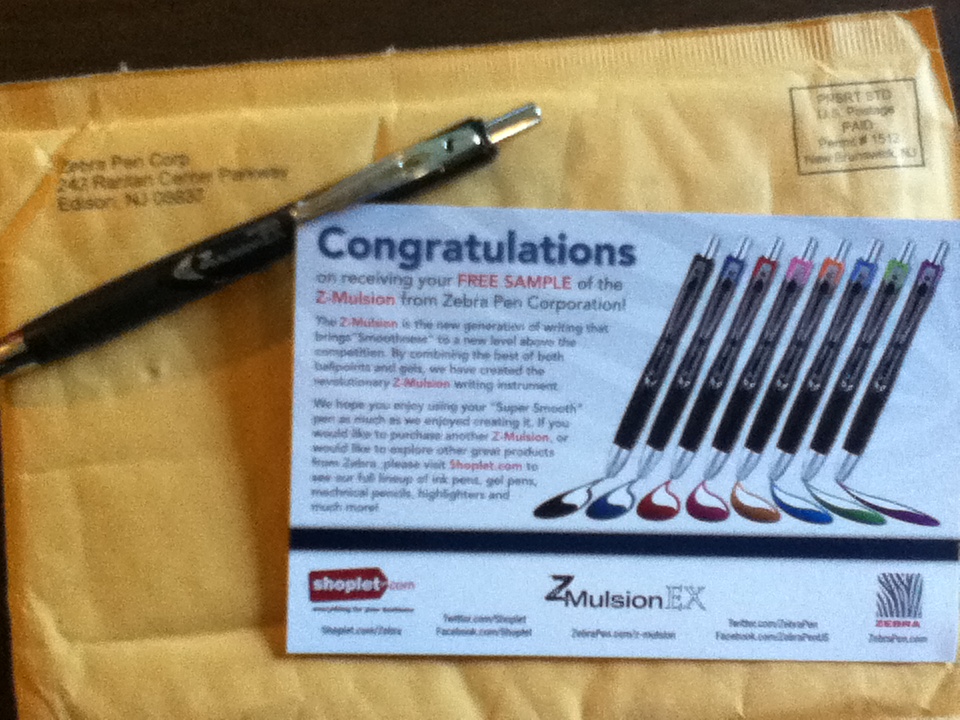 Zebra Pen Corp
242 Raritan Center Parkway
Edison, NJ 08837
PRSRT STD
U.S. Postage
PAID
Permit # 1512
New Brunswick, NJ
Z
Congratulations
on receiving your FREE SAMPLE of the
Z-Mulsion from Zebra Pen Corporation!
The Z-Mulsion is the new generation of writing that
brings "Smoothness" to a new level above the
competition. By combining the best of both
ballpoints and gels, we have created the
revolutionary Z-Mulsion writing instrument.
We hope you enjoy using your "Super Smooth"
pen as much as we enjoyed creating it. If you
would like to purchase another Z-Mulsion, or
would like to explore other great products
from Zebra, please visit Shoplet.com to
see our full lineup of ink pens, gel pens,
mechnical pencils, highlighters and
much more!
shoplet.com
everything for your business
Shoplet.com/Zebra
Twitter.com/Shoplet
Facebook.com/Shoplet
Z-Mulsion EX
ZebraPen.com/z-mulsion
Twitter.com/ZebraPen
Facebook.com/ZebraPenUS
ZEBRA
ZebraPen.com